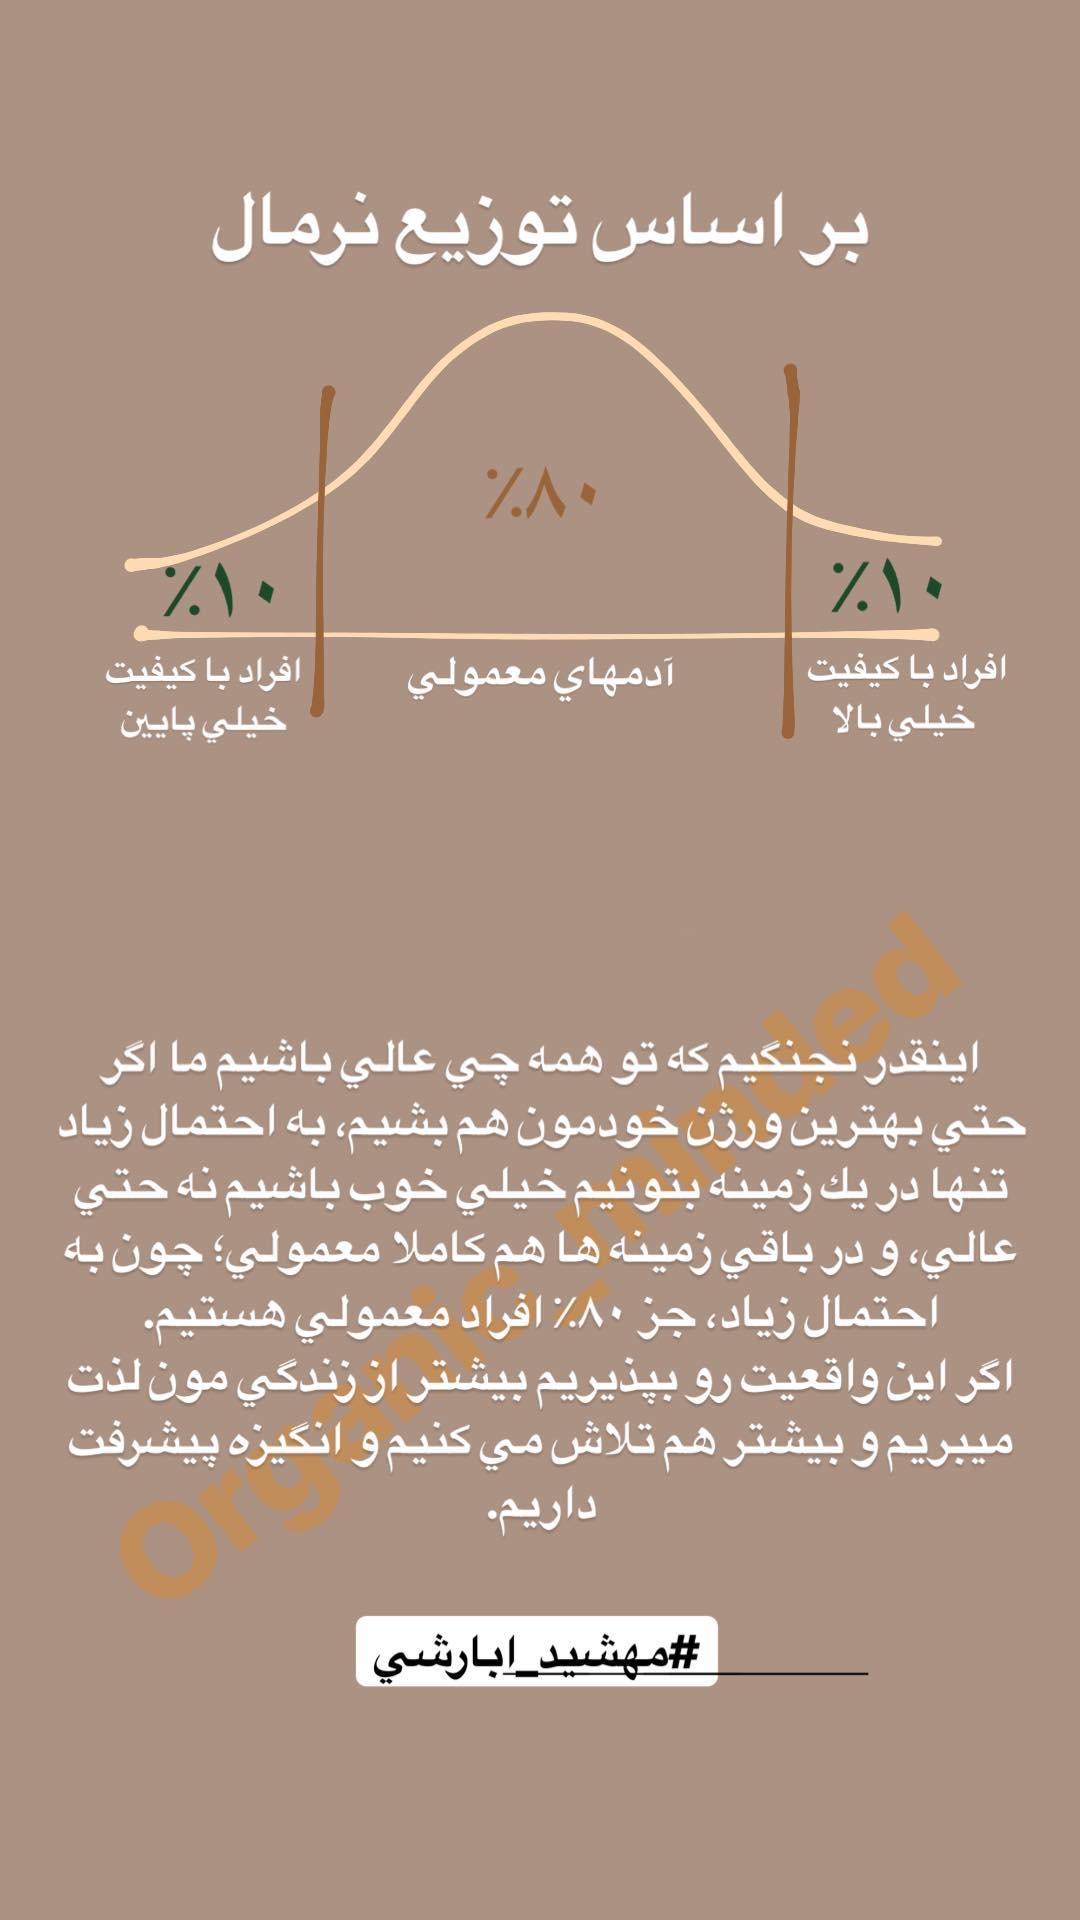 بر اساس توزيع نرمال
٪۸۰
٪۱۰
٪۱۰
افراد با كيفيت
خيلي بالا
آدمهاي معمولي
افراد با كيفيت
خيلي پايين
اينقدر نجنگيم كه تو همه چي عالي باشيم ما اگر
حتي بهترين ورژن خودمون هم بشيم، به احتمال زياد
تنها در يك زمينه بتونيم خيلي خوب باشيم نه حتي
عالي، و در باقي زمينه ها هم كاملا معمولي؛ چون به
احتمال زياد، جز ۸۰٪ افراد معمولي هستيم.
اگر اين واقعيت رو بپذيريم بيشتر از زندگي مون لذت
ميبريم و بيشتر هم تلاش مي كنيم و انگيزه پيشرفت
داريم.
Organic_minded
#مهشيد_ابارشي